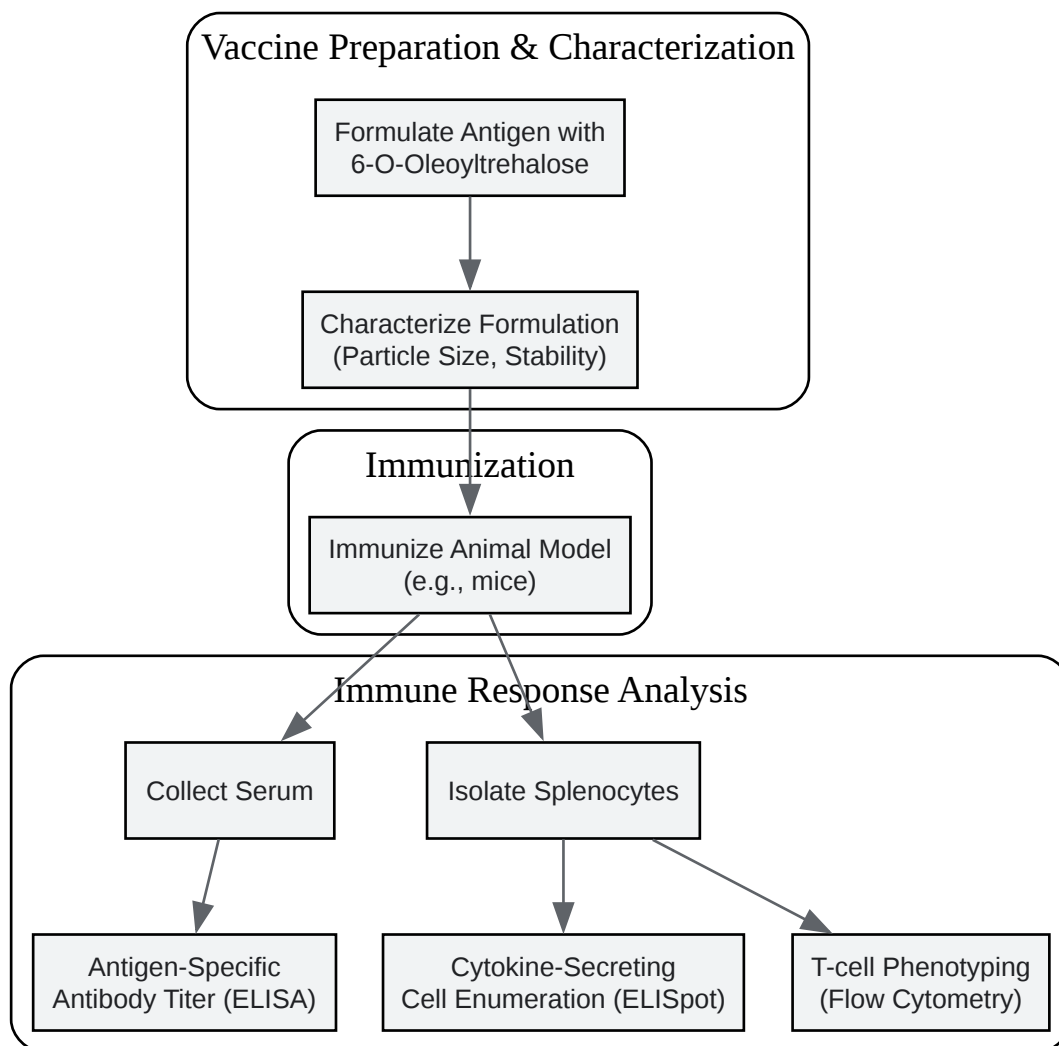 Vaccine Preparation & Characterization
Formulate Antigen with
6-O-Oleoyltrehalose
Characterize Formulation
(Particle Size, Stability)
Immunization
Immunize Animal Model
(e.g., mice)
Immune Response Analysis
Collect Serum
Isolate Splenocytes
Antigen-Specific
Antibody Titer (ELISA)
Cytokine-Secreting
Cell Enumeration (ELISpot)
T-cell Phenotyping
(Flow Cytometry)